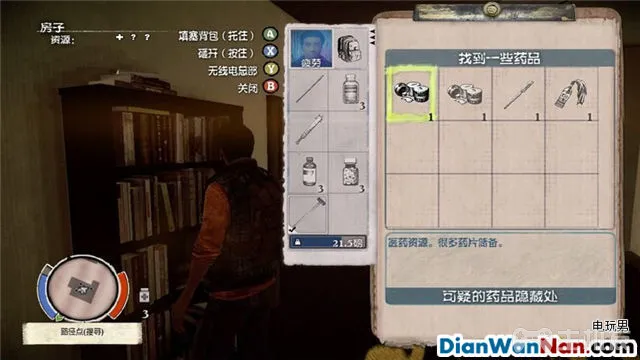 房子
资源: + ? ?
填塞背包(托住) A
砸开(按住) X
无线电总部 Y
关闭 B
疲劳
3
3
3
21.5磅
找到一些药品
1 1 1 1
医药资源。很多药片储备。
可疑的药品隐藏处
路径点(搜寻)
3
电玩男
DianWanNan.com